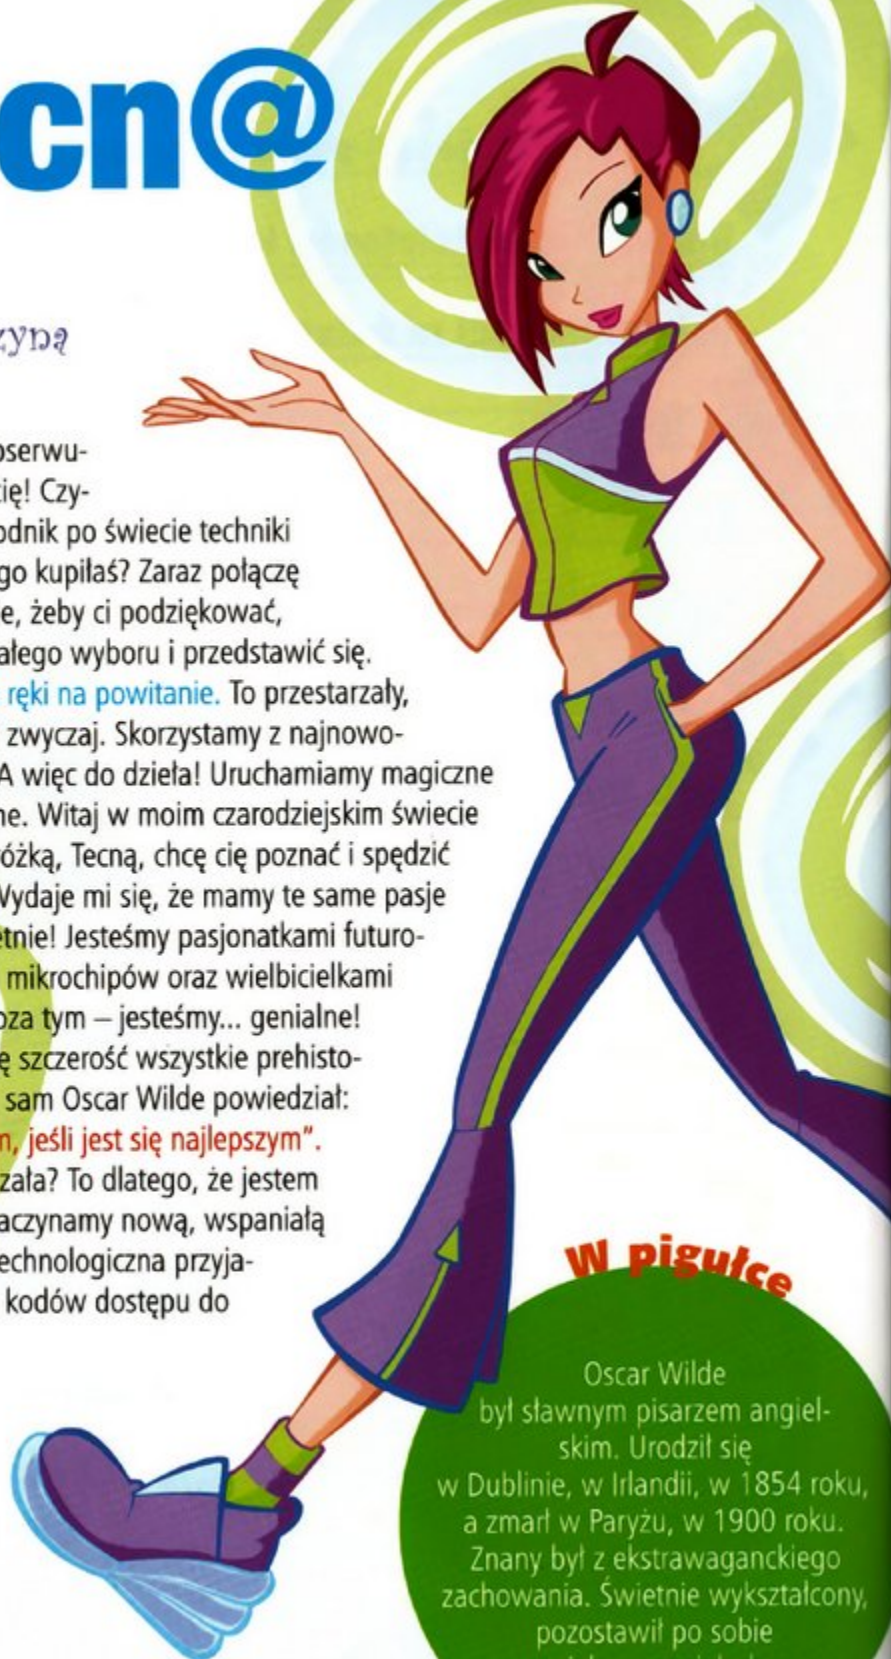 cn@
zyną
oserwu-
ię! Czy-
odnik po świecie techniki
go kupiłaś? Zaraz połączę
e, żeby ci podziękować,
ałego wyboru i przedstawić się.
ręki na powitanie. To przestarzały,
zwyczaj. Skorzystamy z najnowo-
A więc do dzieła! Uruchamiamy magiczne
ne. Witaj w moim czarodziejskim świecie
óżką, Tecną, chcę cię poznać i spędzić
Wydaje mi się, że mamy te same pasje
etnie! Jesteśmy pasjonatkami futuro-
mikrochipów oraz wielbicielkami
oza tym – jesteśmy... genialne!
ę szczerość wszystkie prehisto-
sam Oscar Wilde powiedział:
m, jeśli jest się najlepszym”.
zała? To dlatego, że jestem
aczynamy nową, wspaniałą
echnologiczna przyja-
kodów dostępu do
W pigułce
Oscar Wilde
był sławnym pisarzem angiel-
skim. Urodził się
w Dublinie, w Irlandii, w 1854 roku,
a zmarł w Paryżu, w 1900 roku.
Znany był z ekstrawaganckiego
zachowania. Świetnie wykształcony,
pozostawił po sobie